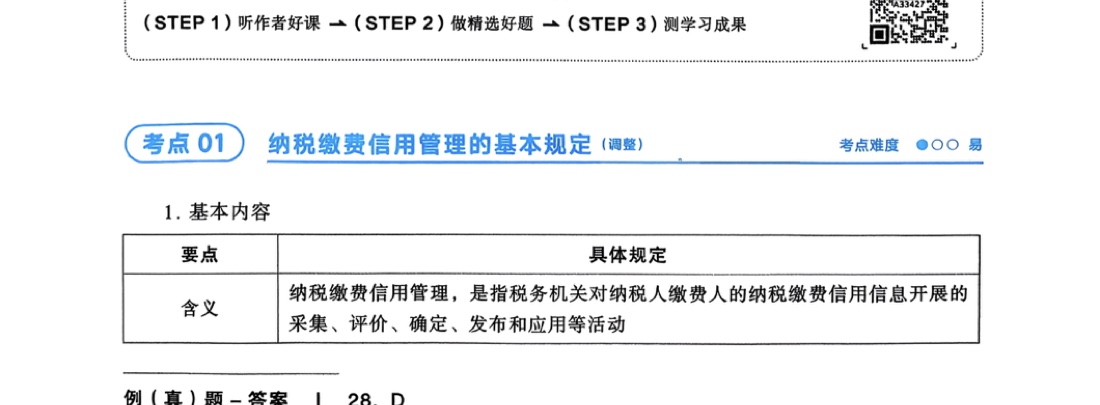 A33427
(STEP 1)听作者好课 ⇀ (STEP 2)做精选好题 ⇀ (STEP 3)测学习成果
考点 01 纳税缴费信用管理的基本规定(调整) 考点难度 ●○○ 易
1. 基本内容
要点 具体规定
含义 纳税缴费信用管理，是指税务机关对纳税人缴费人的纳税缴费信用信息开展的
采集、评价、确定、发布和应用等活动
例(真)题-答案 | 28. D